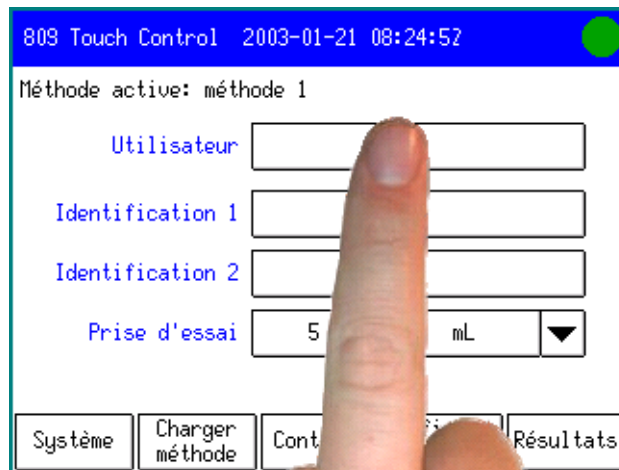 809 Touch Control 2003-01-21 08:24:57
Méthode active: méthode 1
Utilisateur
Identification 1
Identification 2
Prise d'essai 5 mL
Système Charger méthode Résultats